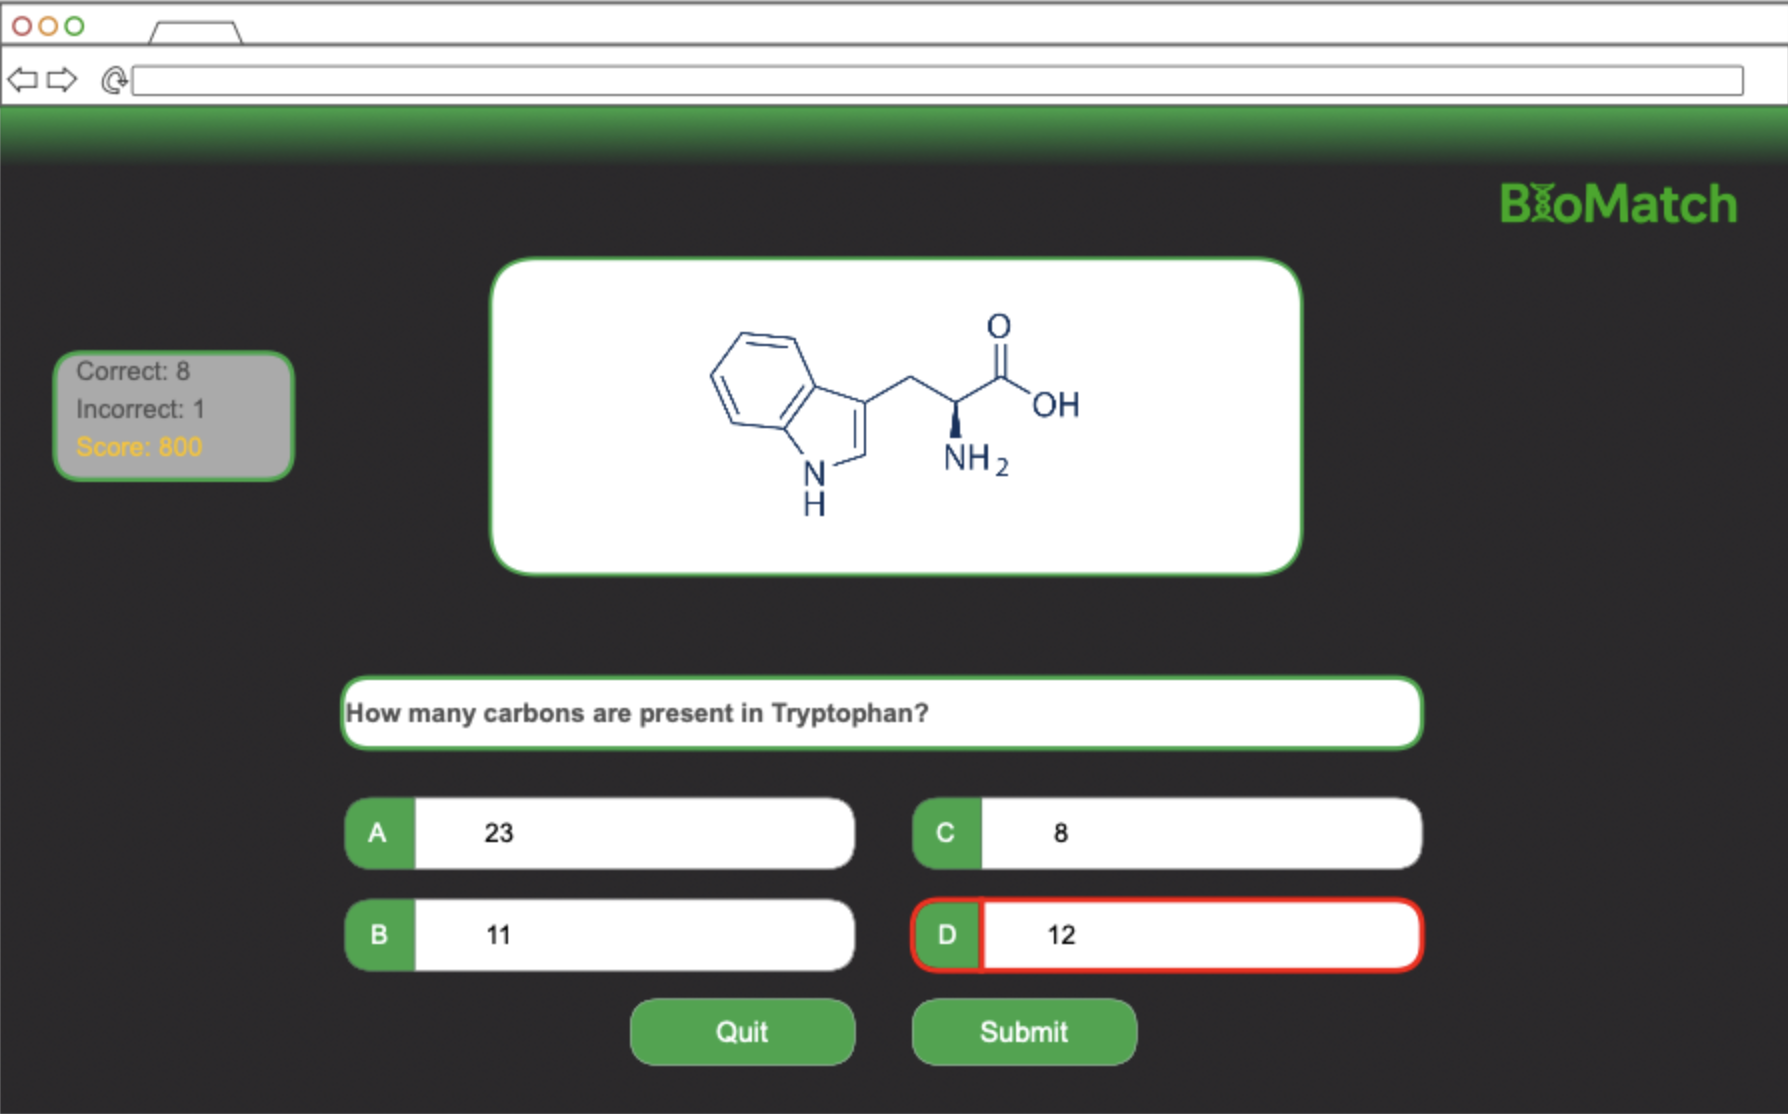 BioMatch
Correct: 8
Incorrect: 1
Score: 800
O
OH
NH2
N
H
How many carbons are present in Tryptophan?
A 23
C 8
B 11
D 12
Quit
Submit